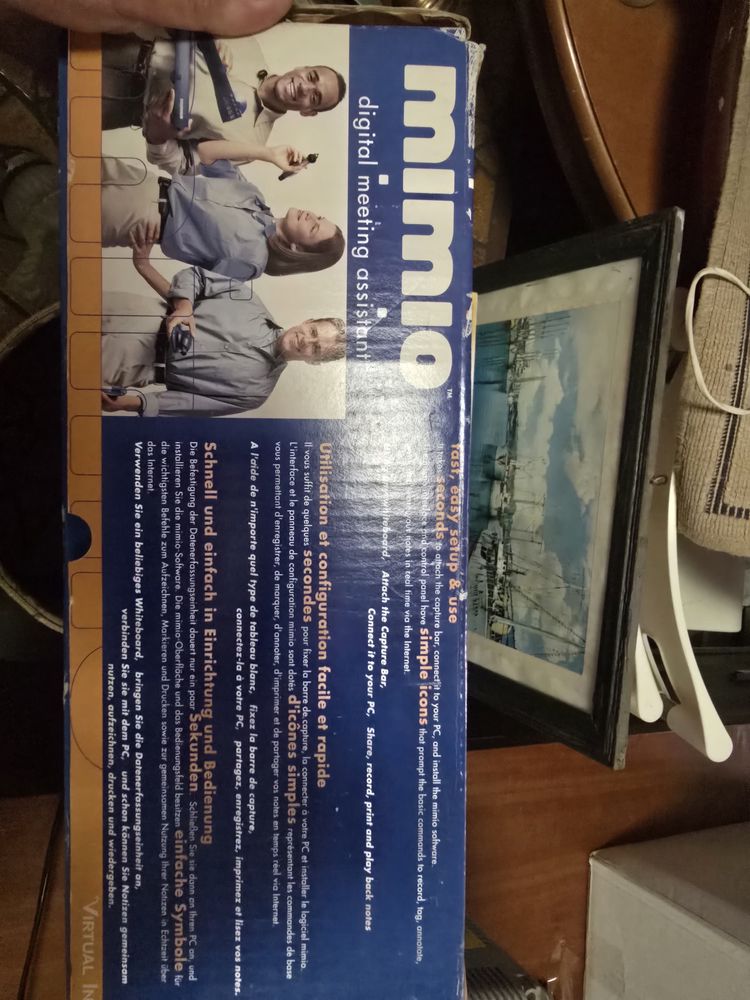 mimio™
digital meeting assistant
fast, easy setup & use
seconds to attach the capture bar, connect it to your PC, and install the mimio software.
and control panel have simple icons that prompt the basic commands to record, tag, annotate,
your notes in real time via the Internet.
whiteboard, Attach the Capture Bar,
Connect it to your PC, Share, record, print and play back notes
Utilisation et configuration facile et rapide
Il vous suffit de quelques secondes pour fixer la barre de capture, la connecter à votre PC et installer le logiciel mimio.
L'interface et le panneau de configuration mimio sont dotés d'icônes simples représentant les commandes de base
vous permettant d'enregistrer, de marquer, d'annoter, d'imprimer et de partager vos notes en temps réel via Internet.
A l'aide de n'importe quel type de tableau blanc, fixez la barre de capture,
connectez-la à votre PC, partagez, enregistrez, imprimez et lisez vos notes.
Schnell und einfach in Einrichtung und Bedienung
Die Befestigung der Datenerfassungseinheit dauert nur ein paar Sekunden. Schließen Sie sie dann an Ihren PC an, und
installieren Sie die mimio-Software. Die mimio-Oberfläche und das Bedienungsfeld besitzen einfache Symbole für
die wichtigsten Befehle zum Aufzeichnen, Markieren und Drucken sowie zur gemeinsamen Nutzung Ihrer Notizen in Echtzeit über
das Internet.
Verwenden Sie ein beliebiges Whiteboard, bringen Sie die Datenerfassungseinheit an,
verbinden Sie sie mit dem PC, und schon können Sie Notizen gemeinsam
nutzen, aufzeichnen, drucken und wiedergeben.
VIRTUAL IN